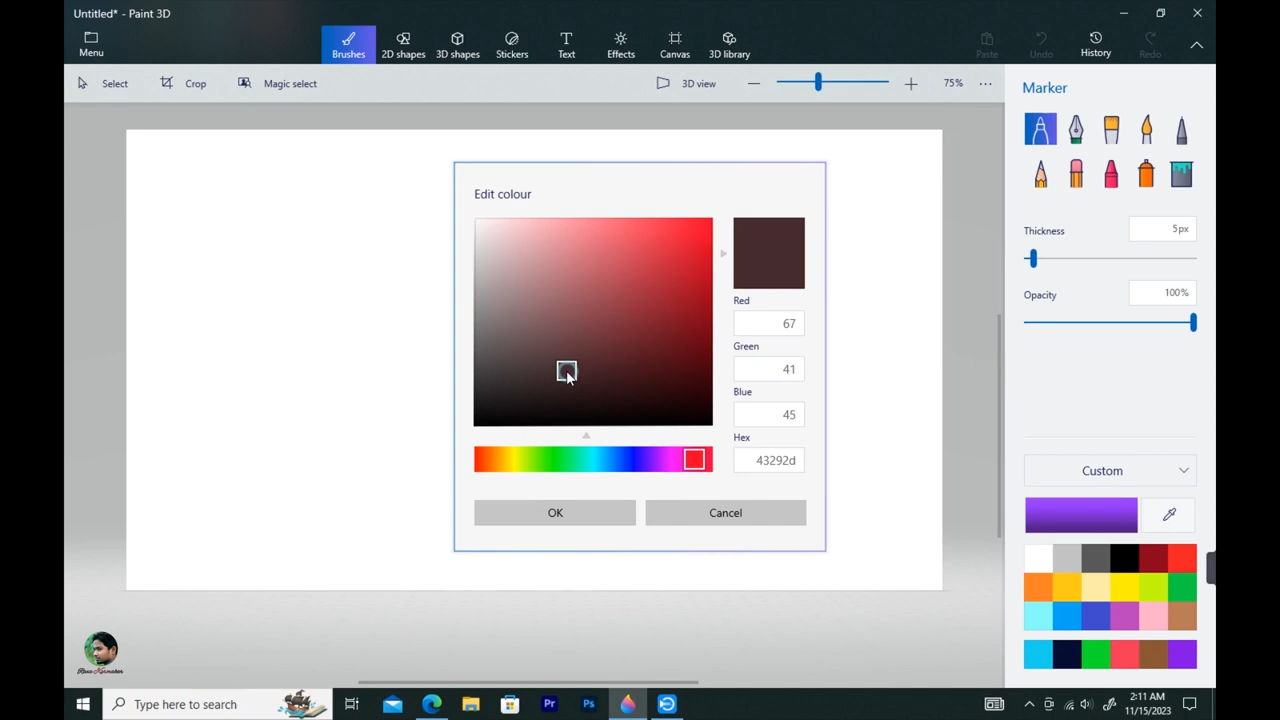 Untitled* - Paint 3D
Menu
Brushes
2D shapes
3D shapes
Stickers
Text
Effects
Canvas
3D library
Paste
Undo
History
Redo
Select
Crop
Magic select
3D view
75%
Marker
Thickness
5px
Opacity
100%
Edit colour
Red
67
Green
41
Blue
45
Hex
43292d
OK
Cancel
Custom
Type here to search
Pr
Ps
2:11 AM
11/15/2023